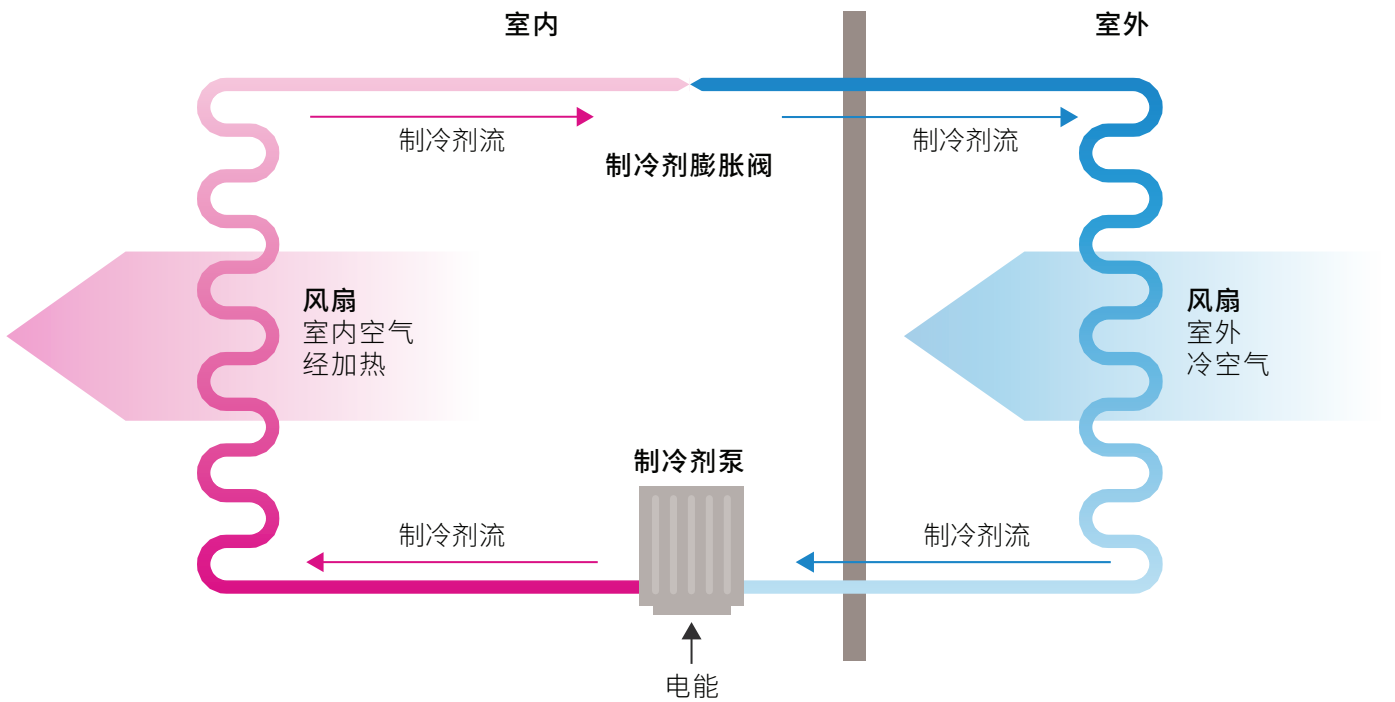 室内
室外
制冷剂流
制冷剂流
制冷剂膨胀阀
风扇
室内空气
经加热
风扇
室外
冷空气
制冷剂泵
制冷剂流
制冷剂流
电能